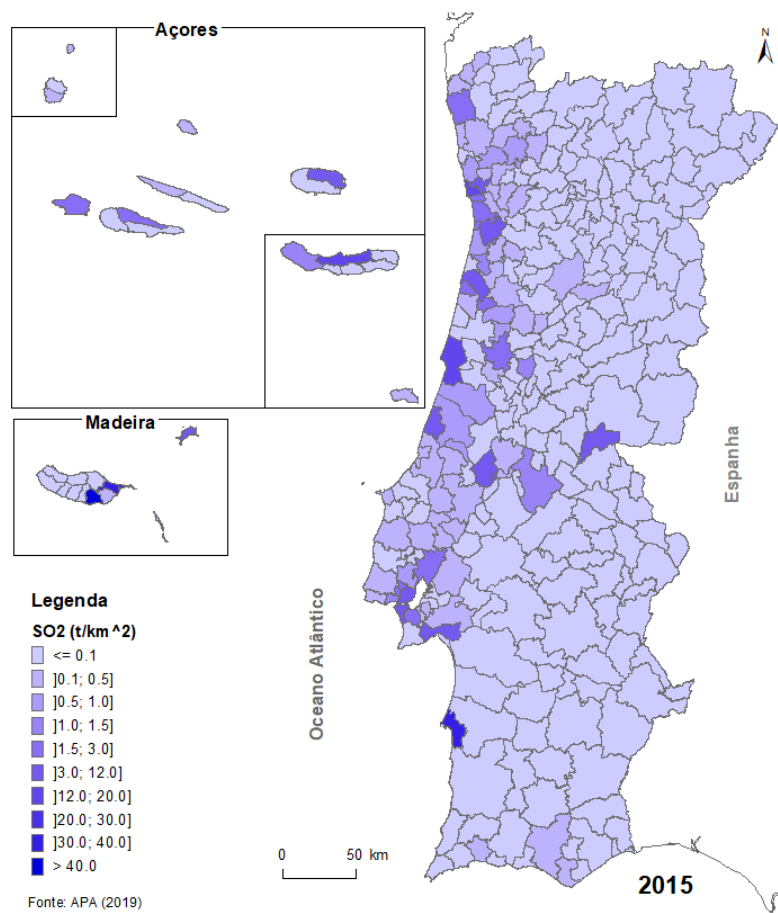 Açores
N
Madeira
Espanha
Oceano Atlântico
Legenda
SO2 (t/km^2)
<= 0.1
]0.1; 0.5]
]0.5; 1.0]
]1.0; 1.5]
]1.5; 3.0]
]3.0; 12.0]
]12.0; 20.0]
]20.0; 30.0]
]30.0; 40.0]
> 40.0
0 50 km
2015
Fonte: APA (2019)